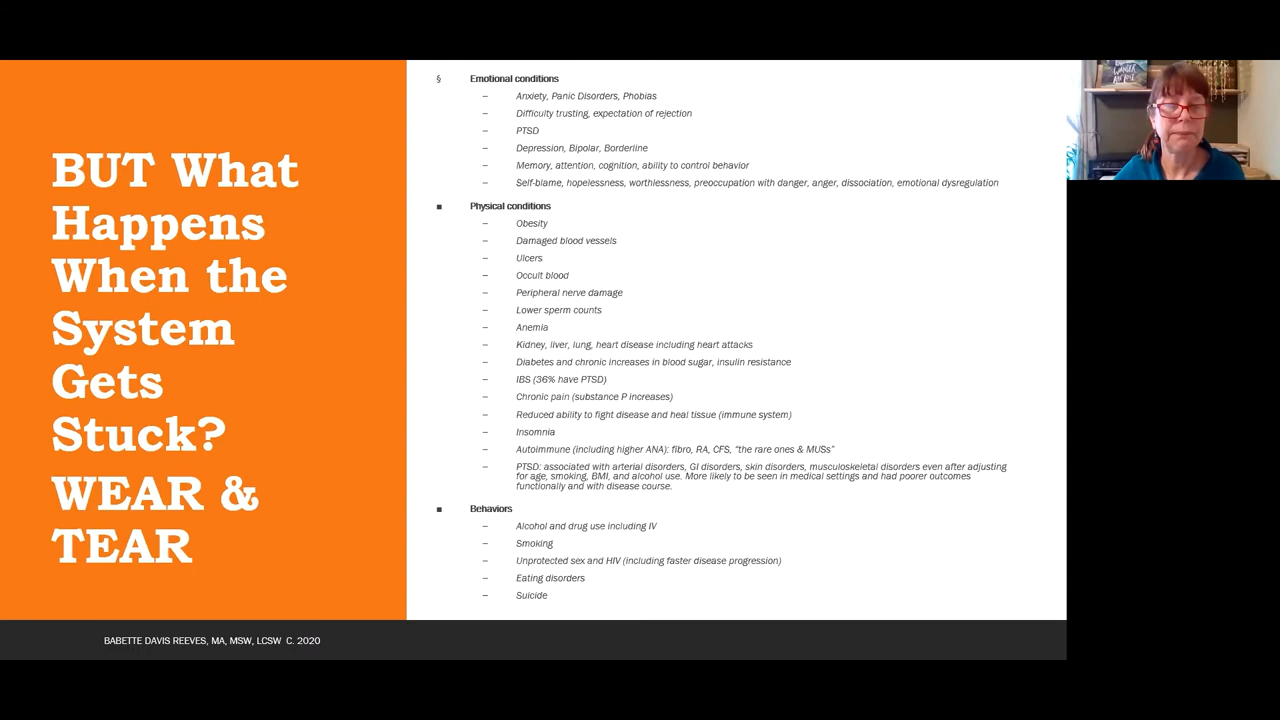 BUT What
Happens
When the
System
Gets
Stuck?
WEAR &
TEAR
§ Emotional conditions
– Anxiety, Panic Disorders, Phobias
– Difficulty trusting, expectation of rejection
– PTSD
– Depression, Bipolar, Borderline
– Memory, attention, cognition, ability to control behavior
– Self-blame, hopelessness, worthlessness, preoccupation with danger, anger, dissociation, emotional dysregulation
■ Physical conditions
– Obesity
– Damaged blood vessels
– Ulcers
– Occult blood
– Peripheral nerve damage
– Lower sperm counts
– Anemia
– Kidney, liver, lung, heart disease including heart attacks
– Diabetes and chronic increases in blood sugar, insulin resistance
– IBS (36% have PTSD)
– Chronic pain (substance P increases)
– Reduced ability to fight disease and heal tissue (immune system)
– Insomnia
– Autoimmune (including higher ANA): fibro, RA, CFS, “the rare ones & MUSs”
– PTSD: associated with arterial disorders, GI disorders, skin disorders, musculoskeletal disorders even after adjusting
for age, smoking, BMI, and alcohol use. More likely to be seen in medical settings and had poorer outcomes
functionally and with disease course.
■ Behaviors
– Alcohol and drug use including IV
– Smoking
– Unprotected sex and HIV (including faster disease progression)
– Eating disorders
– Suicide
BABETTE DAVIS REEVES, MA, MSW, LCSW C. 2020